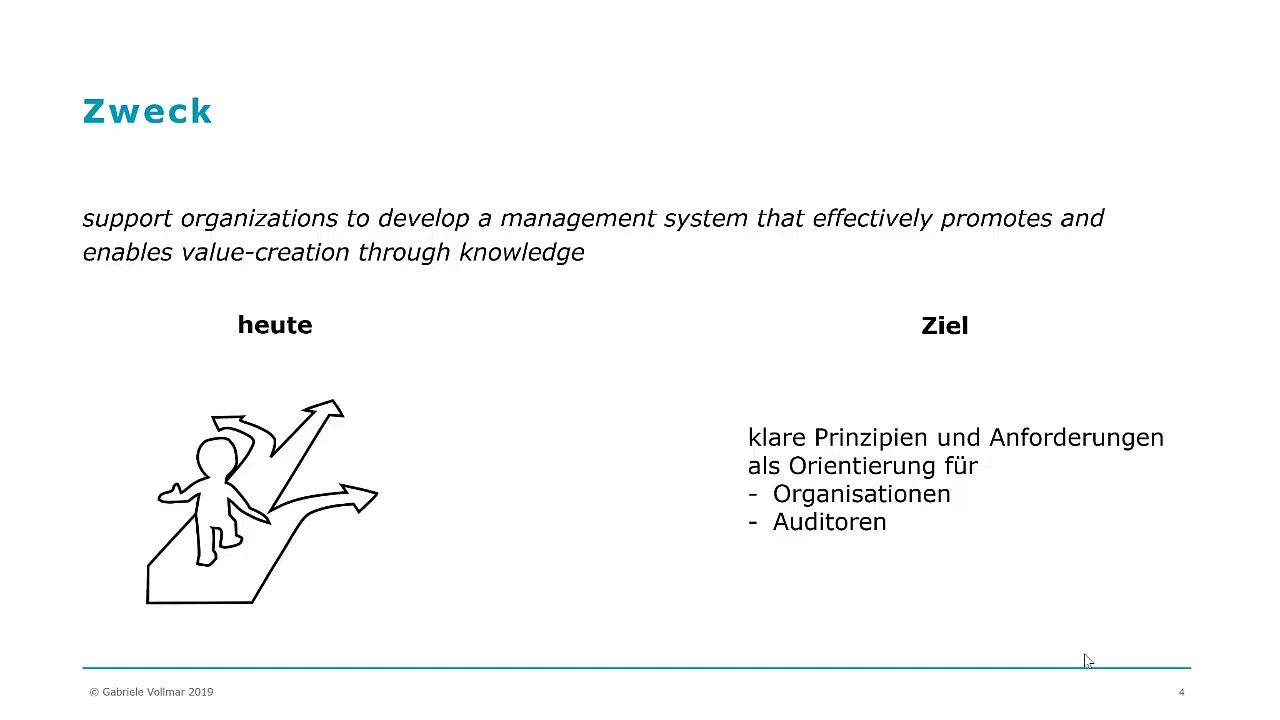 Zweck
support organizations to develop a management system that effectively promotes and
enables value-creation through knowledge
heute
Ziel
klare Prinzipien und Anforderungen
als Orientierung für
- Organisationen
- Auditoren
© Gabriele Vollmar 2019
4